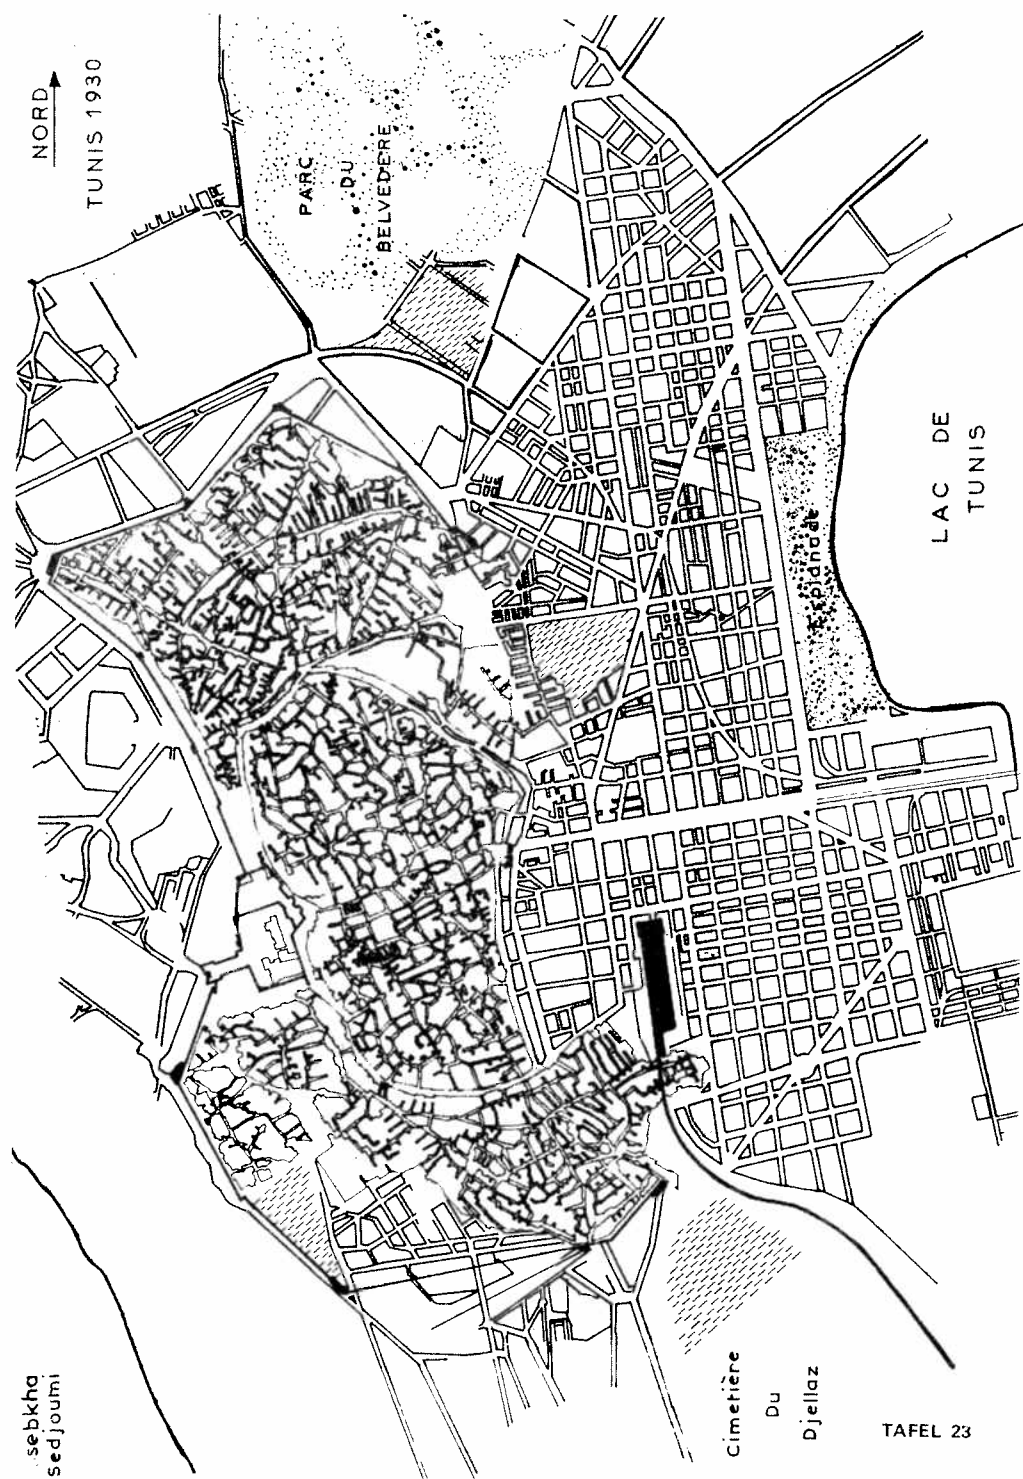 NORD
TUNIS 1930
PARC
DU
BELVEDERE
LAC DE
TUNIS
Esplanade
sebkha
Sedjoumi
Cimetière
Du
Djellaz
TAFEL 23